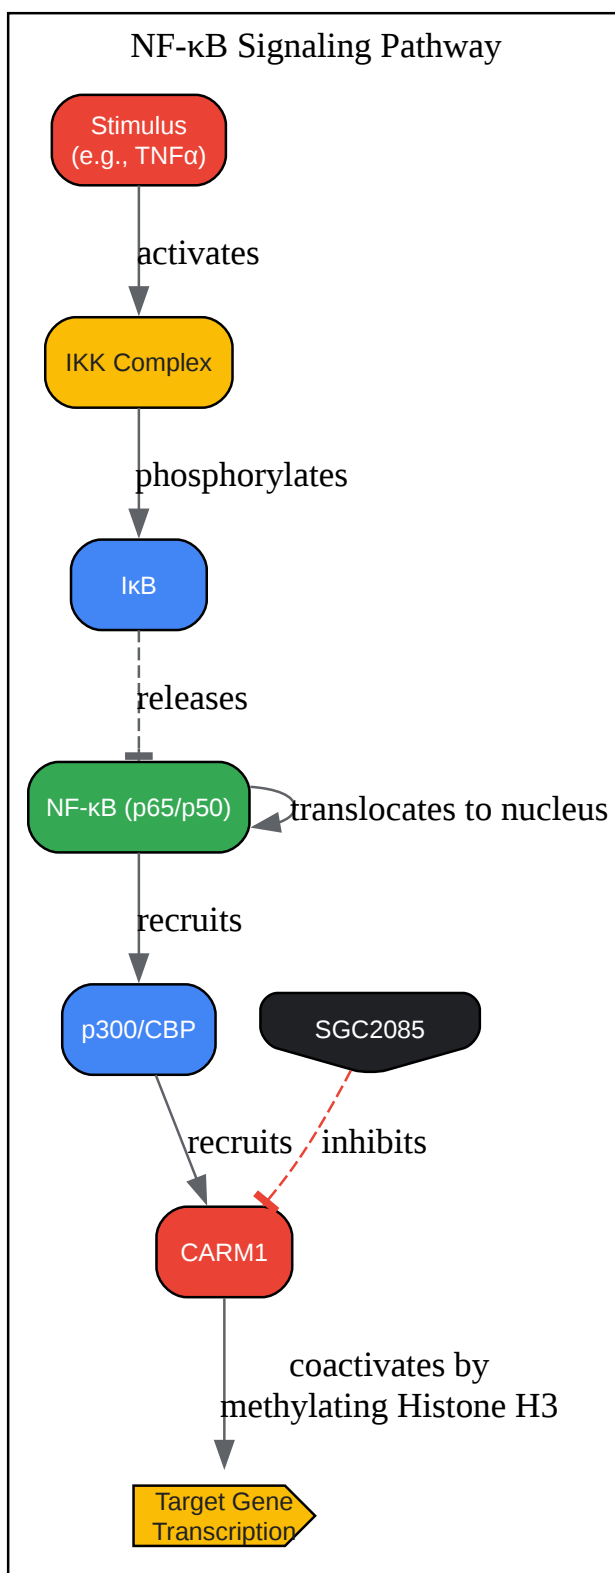 NF-κB Signaling Pathway
Stimulus
(e.g., TNFα)
activates
IKK Complex
phosphorylates
IκB
releases
NF-κB (p65/p50)
translocates to nucleus
recruits
p300/CBP
SGC2085
recruits
inhibits
CARM1
coactivates by
methylating Histone H3
Target Gene
Transcription